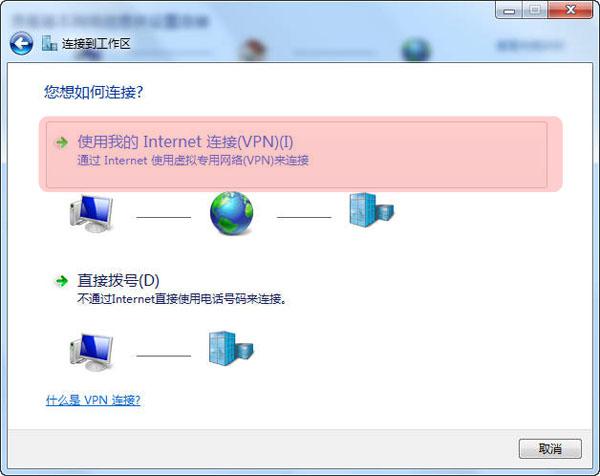 连接到工作区
您想如何连接?
使用我的 Internet 连接(VPN)(I)
通过 Internet 使用虚拟专用网络(VPN)来连接
直接拨号(D)
不通过Internet直接使用电话号码来连接。
什么是 VPN 连接?
取消